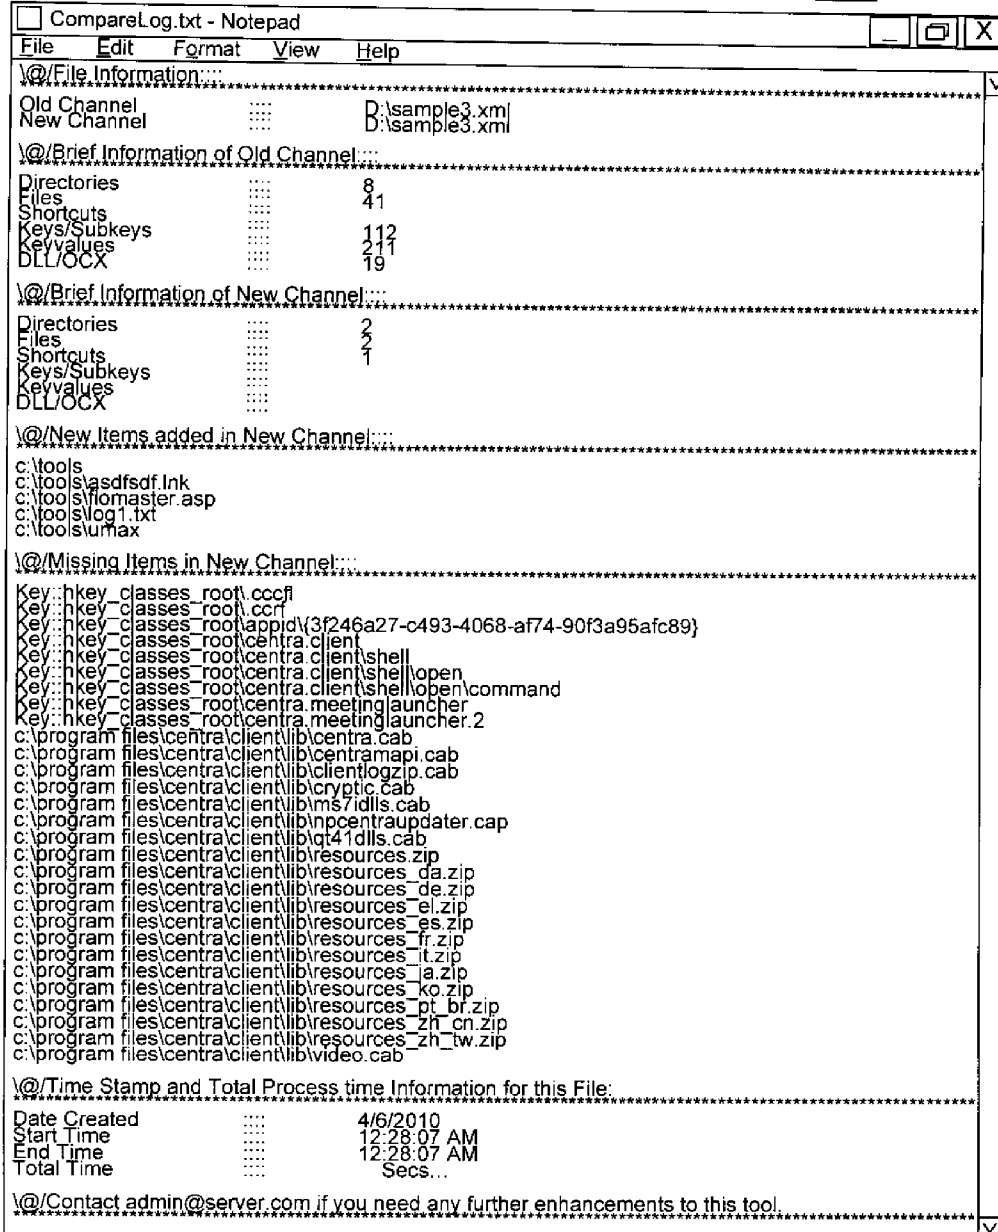 CompareLog.txt - Notepad
_ X
File Edit Format View Help
\@/File Information::::
****************************************************************
Old Channel :::: D:\sample3.xml
New Channel :::: D:\sample3.xml
\@/Brief Information of Old Channel::::
****************************************************************
Directories :::: 8
Files :::: 41
Shortcuts ::::
Keys/Subkeys :::: 112
Keyvalues :::: 211
DLL/OCX :::: 19
\@/Brief Information of New Channel::::
****************************************************************
Directories :::: 2
Files :::: 2
Shortcuts :::: 1
Keys/Subkeys ::::
Keyvalues ::::
DLL/OCX ::::
\@/New Items added in New Channel::::
****************************************************************
c:\tools
c:\tools\asdfsdf.lnk
c:\tools\flomaster.asp
c:\tools\log1.txt
c:\tools\umax
\@/Missing Items in New Channel::::
****************************************************************
Key::hkey_classes_root\.cccfl
Key::hkey_classes_root\.ccrf
Key::hkey_classes_root\appid\{3f246a27-c493-4068-af74-90f3a95afc89}
Key::hkey_classes_root\centra.client
Key::hkey_classes_root\centra.client\shell
Key::hkey_classes_root\centra.client\shell\open
Key::hkey_classes_root\centra.client\shell\open\command
Key::hkey_classes_root\centra.meetinglauncher
Key::hkey_classes_root\centra.meetinglauncher.2
c:\program files\centra\client\lib\centra.cab
c:\program files\centra\client\lib\centramapi.cab
c:\program files\centra\client\lib\clientlogzip.cab
c:\program files\centra\client\lib\cryptic.cab
c:\program files\centra\client\lib\ms7idlls.cab
c:\program files\centra\client\lib\npcentraupdater.cap
c:\program files\centra\client\lib\qt41dlls.cab
c:\program files\centra\client\lib\resources.zip
c:\program files\centra\client\lib\resources_da.zip
c:\program files\centra\client\lib\resources_de.zip
c:\program files\centra\client\lib\resources_el.zip
c:\program files\centra\client\lib\resources_es.zip
c:\program files\centra\client\lib\resources_fr.zip
c:\program files\centra\client\lib\resources_it.zip
c:\program files\centra\client\lib\resources_ja.zip
c:\program files\centra\client\lib\resources_ko.zip
c:\program files\centra\client\lib\resources_pt_br.zip
c:\program files\centra\client\lib\resources_zh_cn.zip
c:\program files\centra\client\lib\resources_zh_tw.zip
c:\program files\centra\client\lib\video.cab
\@/Time Stamp and Total Process time Information for this File:
****************************************************************
Date Created :::: 4/6/2010
Start Time :::: 12:28:07 AM
End Time :::: 12:28:07 AM
Total Time :::: Secs...
\@/Contact admin@server.com if you need any further enhancements to this tool.
****************************************************************